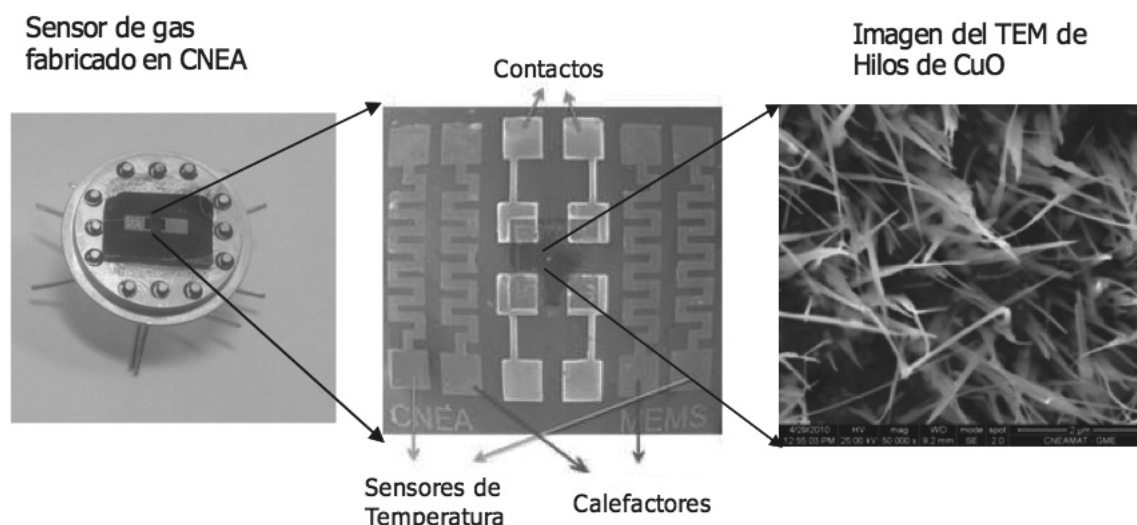 Sensor de gas
fabricado en CNEA
Contactos
Imagen del TEM de
Hilos de CuO
CNEA
MEMS
4/29/2010 HV mag WD mode spot 2 µm
12:55:03 PM 25.00 kV 50 000 x 9.2 mm SE 2.0 CNEAMAT - GME
Sensores de
Temperatura
Calefactores